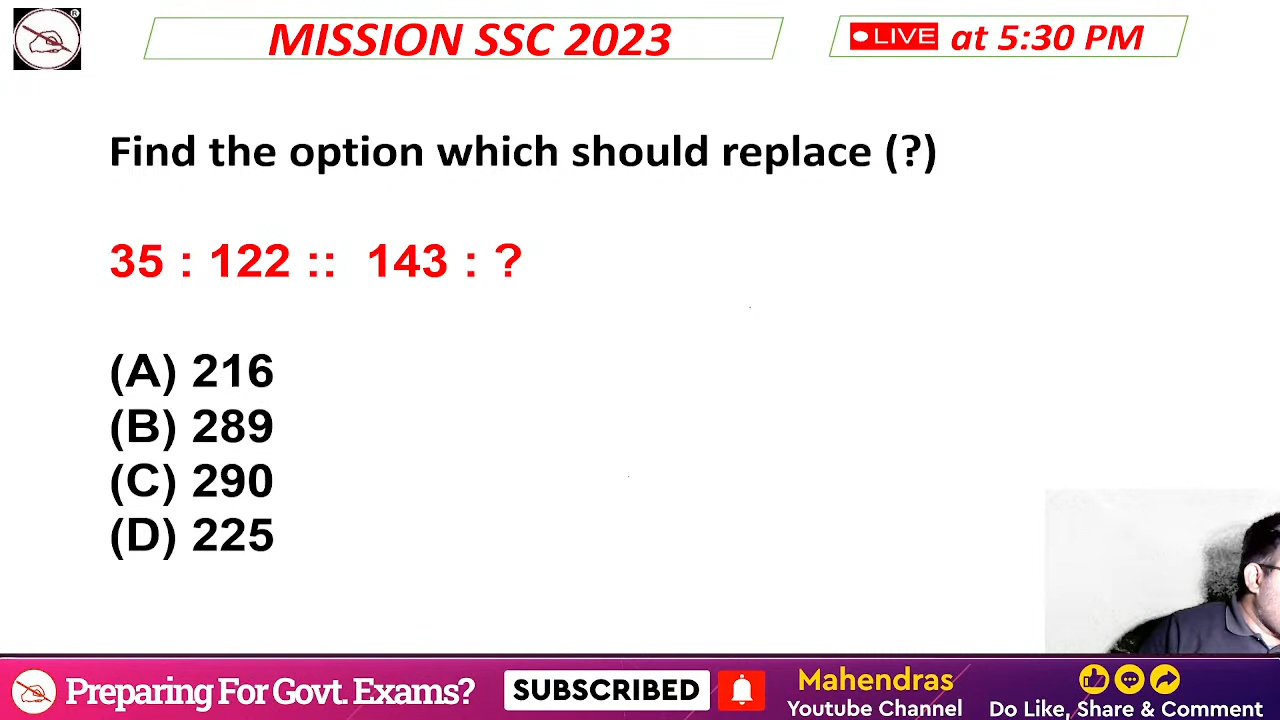 MISSION SSC 2023
LIVE at 5:30 PM
Find the option which should replace (?)
35 : 122 :: 143 : ?
(A) 216
(B) 289
(C) 290
(D) 225
Preparing For Govt. Exams?
SUBSCRIBED
Mahendras
Youtube Channel
Do Like, Share & Comment